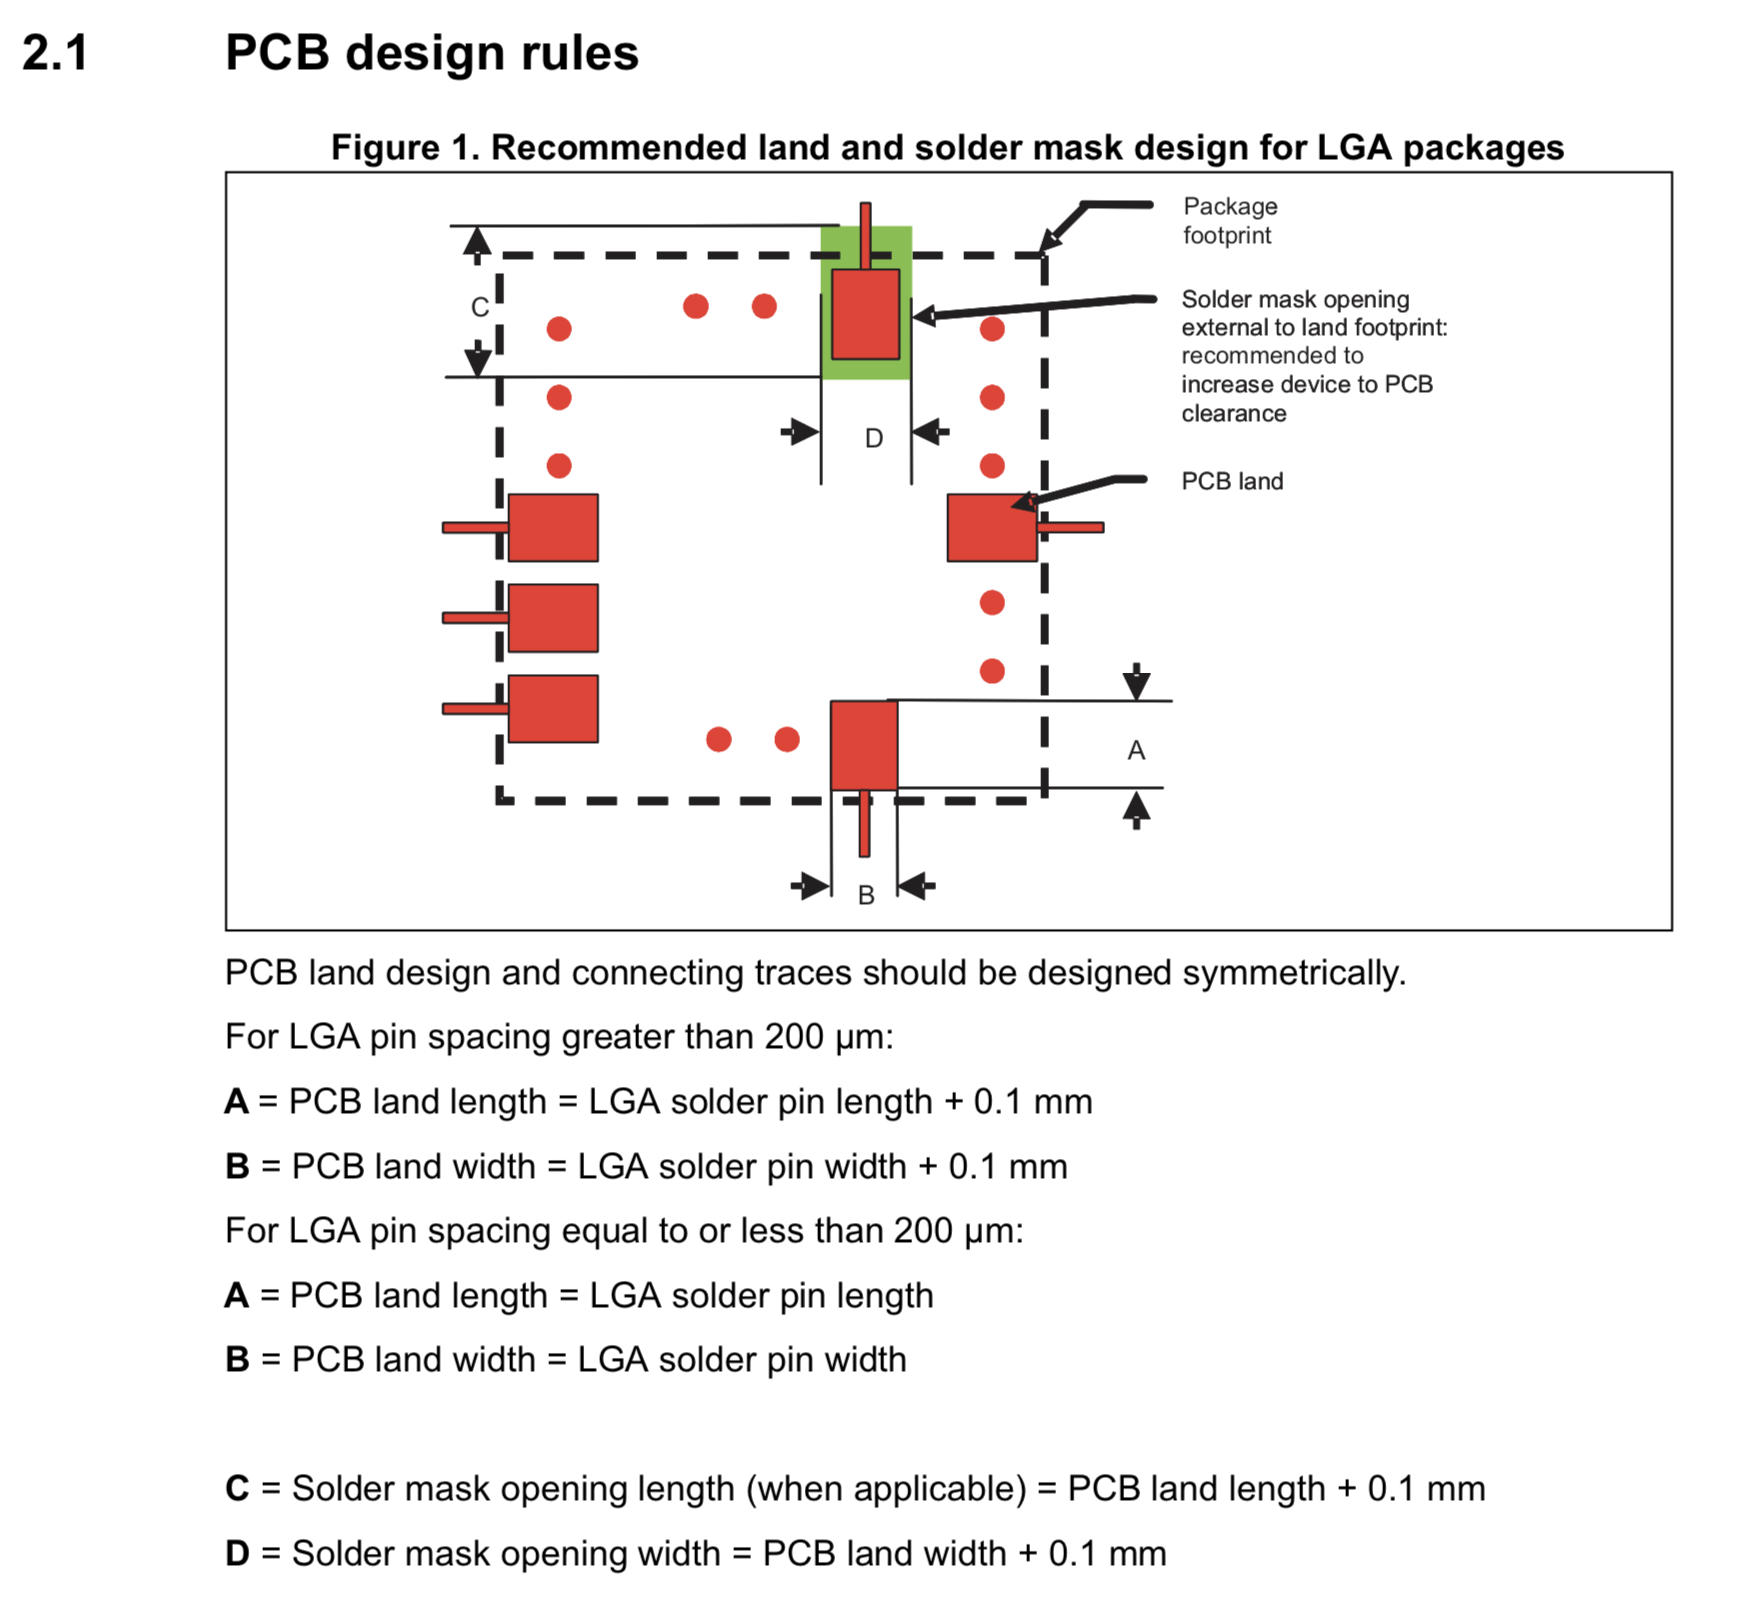 2.1 PCB design rules
Figure 1. Recommended land and solder mask design for LGA packages
Package
footprint
C
Solder mask opening
external to land footprint:
recommended to
increase device to PCB
clearance
D
PCB land
A
B
PCB land design and connecting traces should be designed symmetrically.
For LGA pin spacing greater than 200 µm:
A = PCB land length = LGA solder pin length + 0.1 mm
B = PCB land width = LGA solder pin width + 0.1 mm
For LGA pin spacing equal to or less than 200 µm:
A = PCB land length = LGA solder pin length
B = PCB land width = LGA solder pin width
C = Solder mask opening length (when applicable) = PCB land length + 0.1 mm
D = Solder mask opening width = PCB land width + 0.1 mm